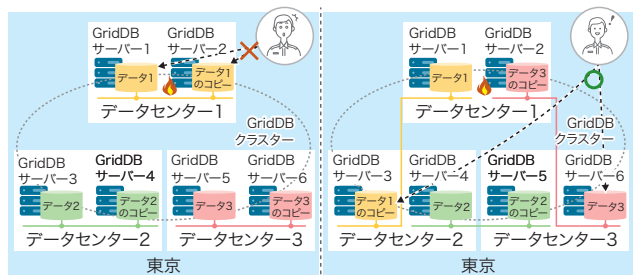 GridDB
サーバー1
GridDB
サーバー2
データ1
データ1
のコピー
データセンター1
GridDB
クラスター
GridDB
サーバー3
GridDB
サーバー4
GridDB
サーバー5
GridDB
サーバー6
データ2
データ2
のコピー
データ3
データ3
のコピー
データセンター2
データセンター3
東京
GridDB
サーバー1
GridDB
サーバー2
データ1
データ3
のコピー
データセンター1
GridDB
クラスター
GridDB
サーバー3
GridDB
サーバー4
GridDB
サーバー5
GridDB
サーバー6
データ1
のコピー
データ2
データ2
のコピー
データ3
データセンター2
データセンター3
東京